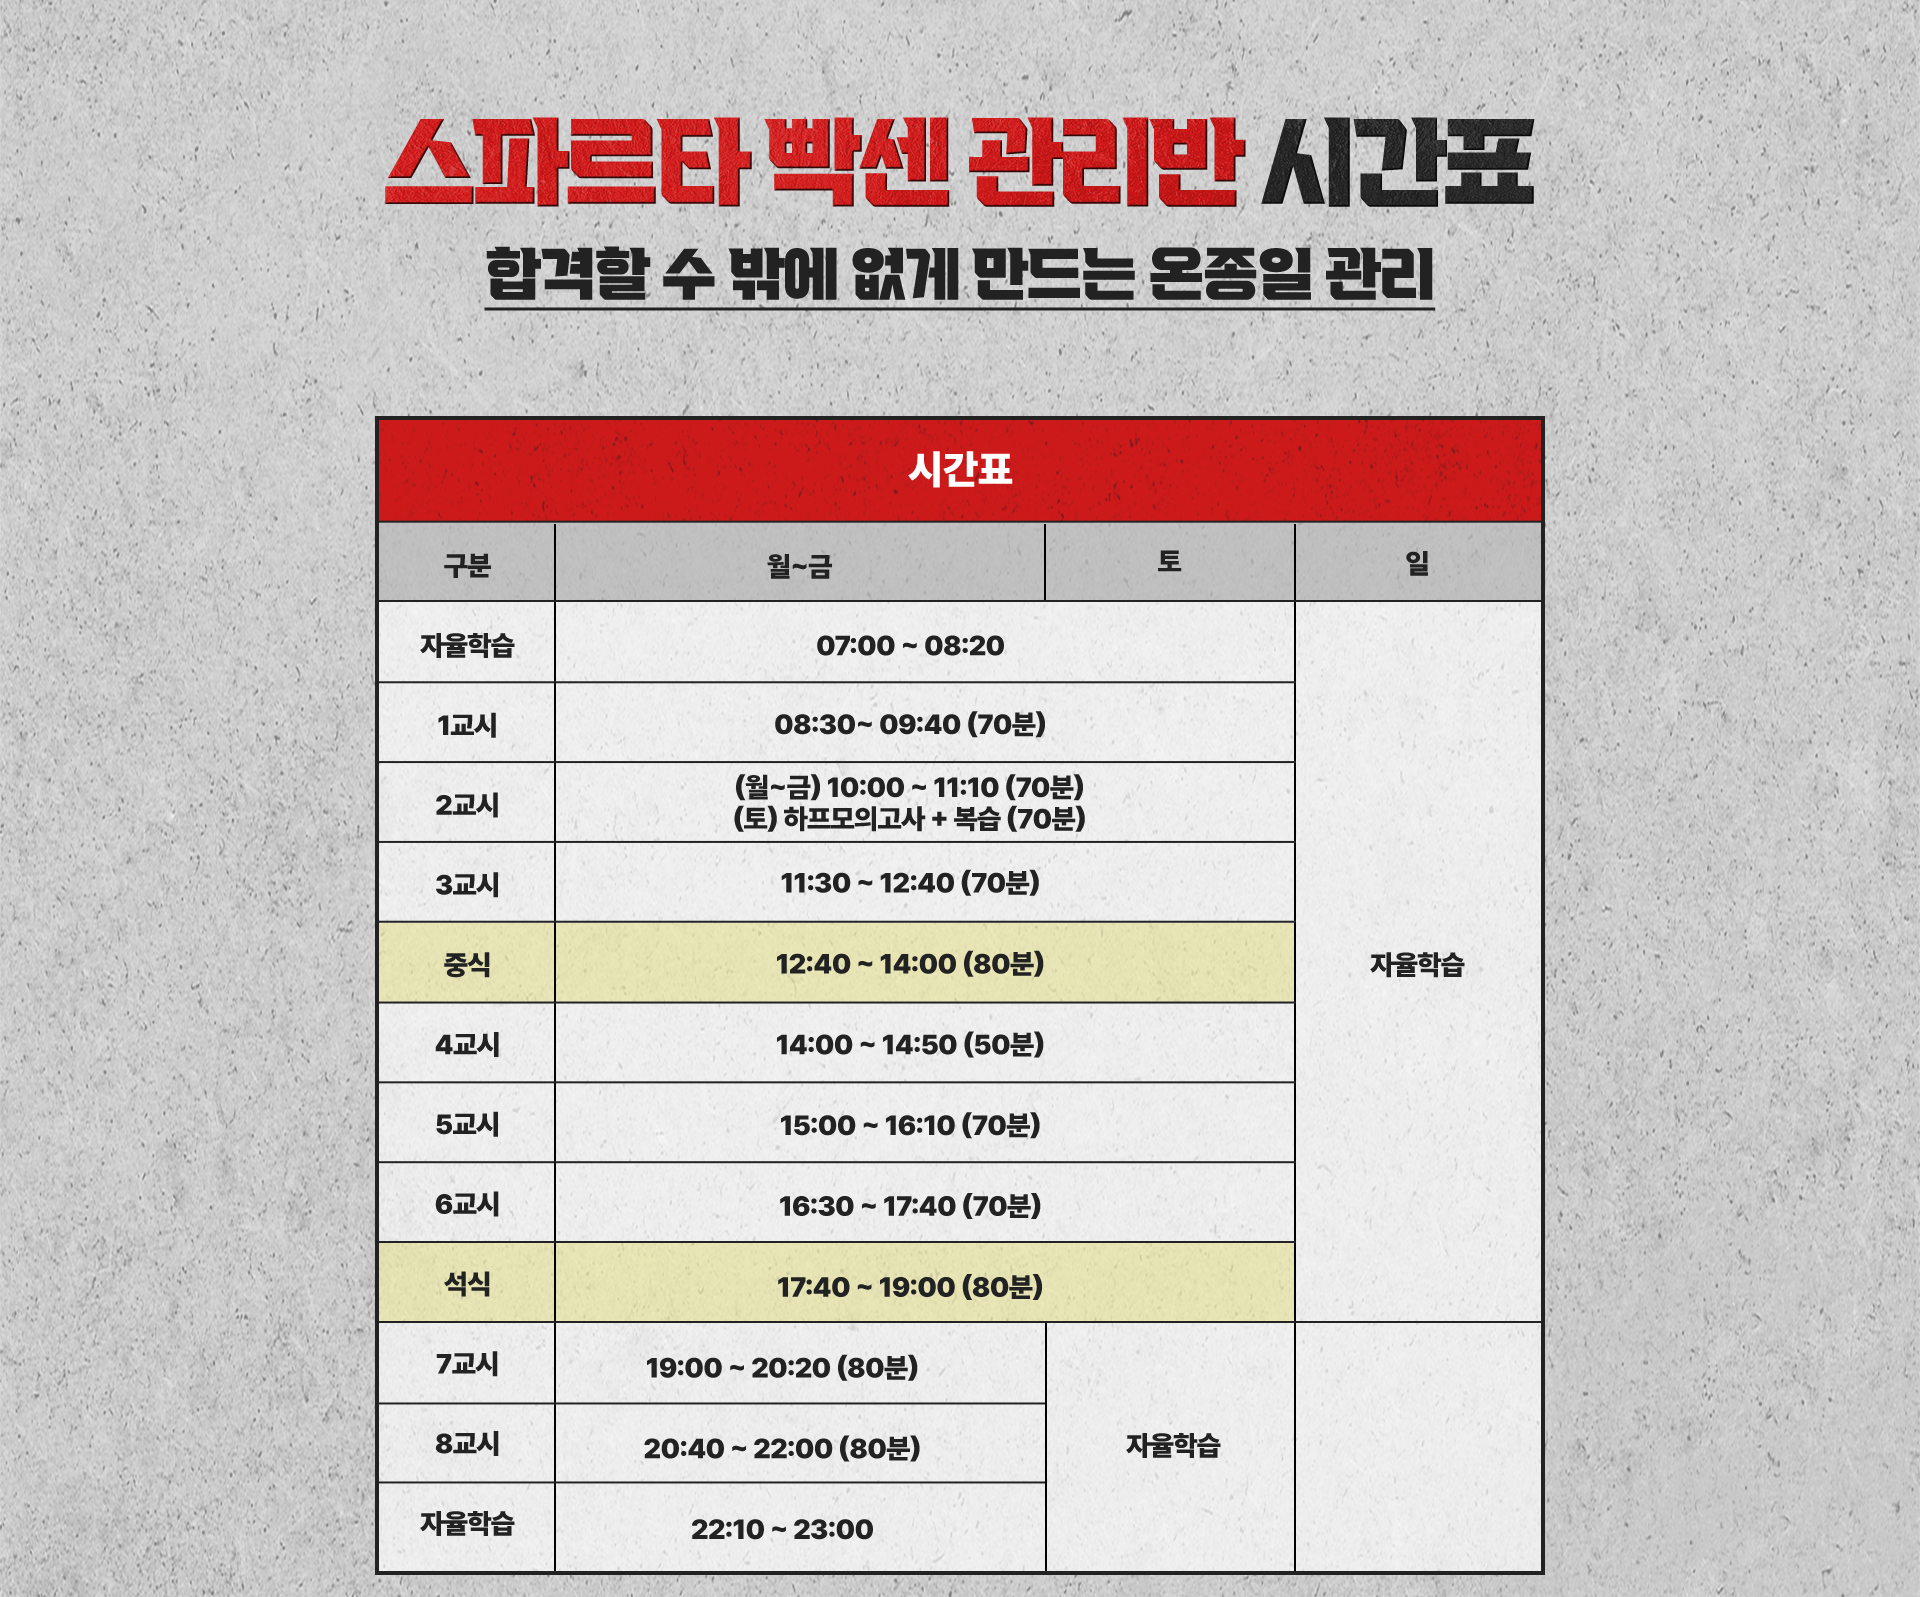 스파르타 빡센 관리반 시간표
합격할 수 밖에 없게 만드는 온종일 관리
시간표
구분 월~금 토 일
자율학습 07:00 ~ 08:20
1교시 08:30~ 09:40 (70분)
2교시 (월~금) 10:00 ~ 11:10 (70분)
(토) 하프모의고사 + 복습 (70분)
3교시 11:30 ~ 12:40 (70분)
중식 12:40 ~ 14:00 (80분) 자율학습
4교시 14:00 ~ 14:50 (50분)
5교시 15:00 ~ 16:10 (70분)
6교시 16:30 ~ 17:40 (70분)
석식 17:40 ~ 19:00 (80분)
7교시 19:00 ~ 20:20 (80분)
8교시 20:40 ~ 22:00 (80분) 자율학습
자율학습 22:10 ~ 23:00